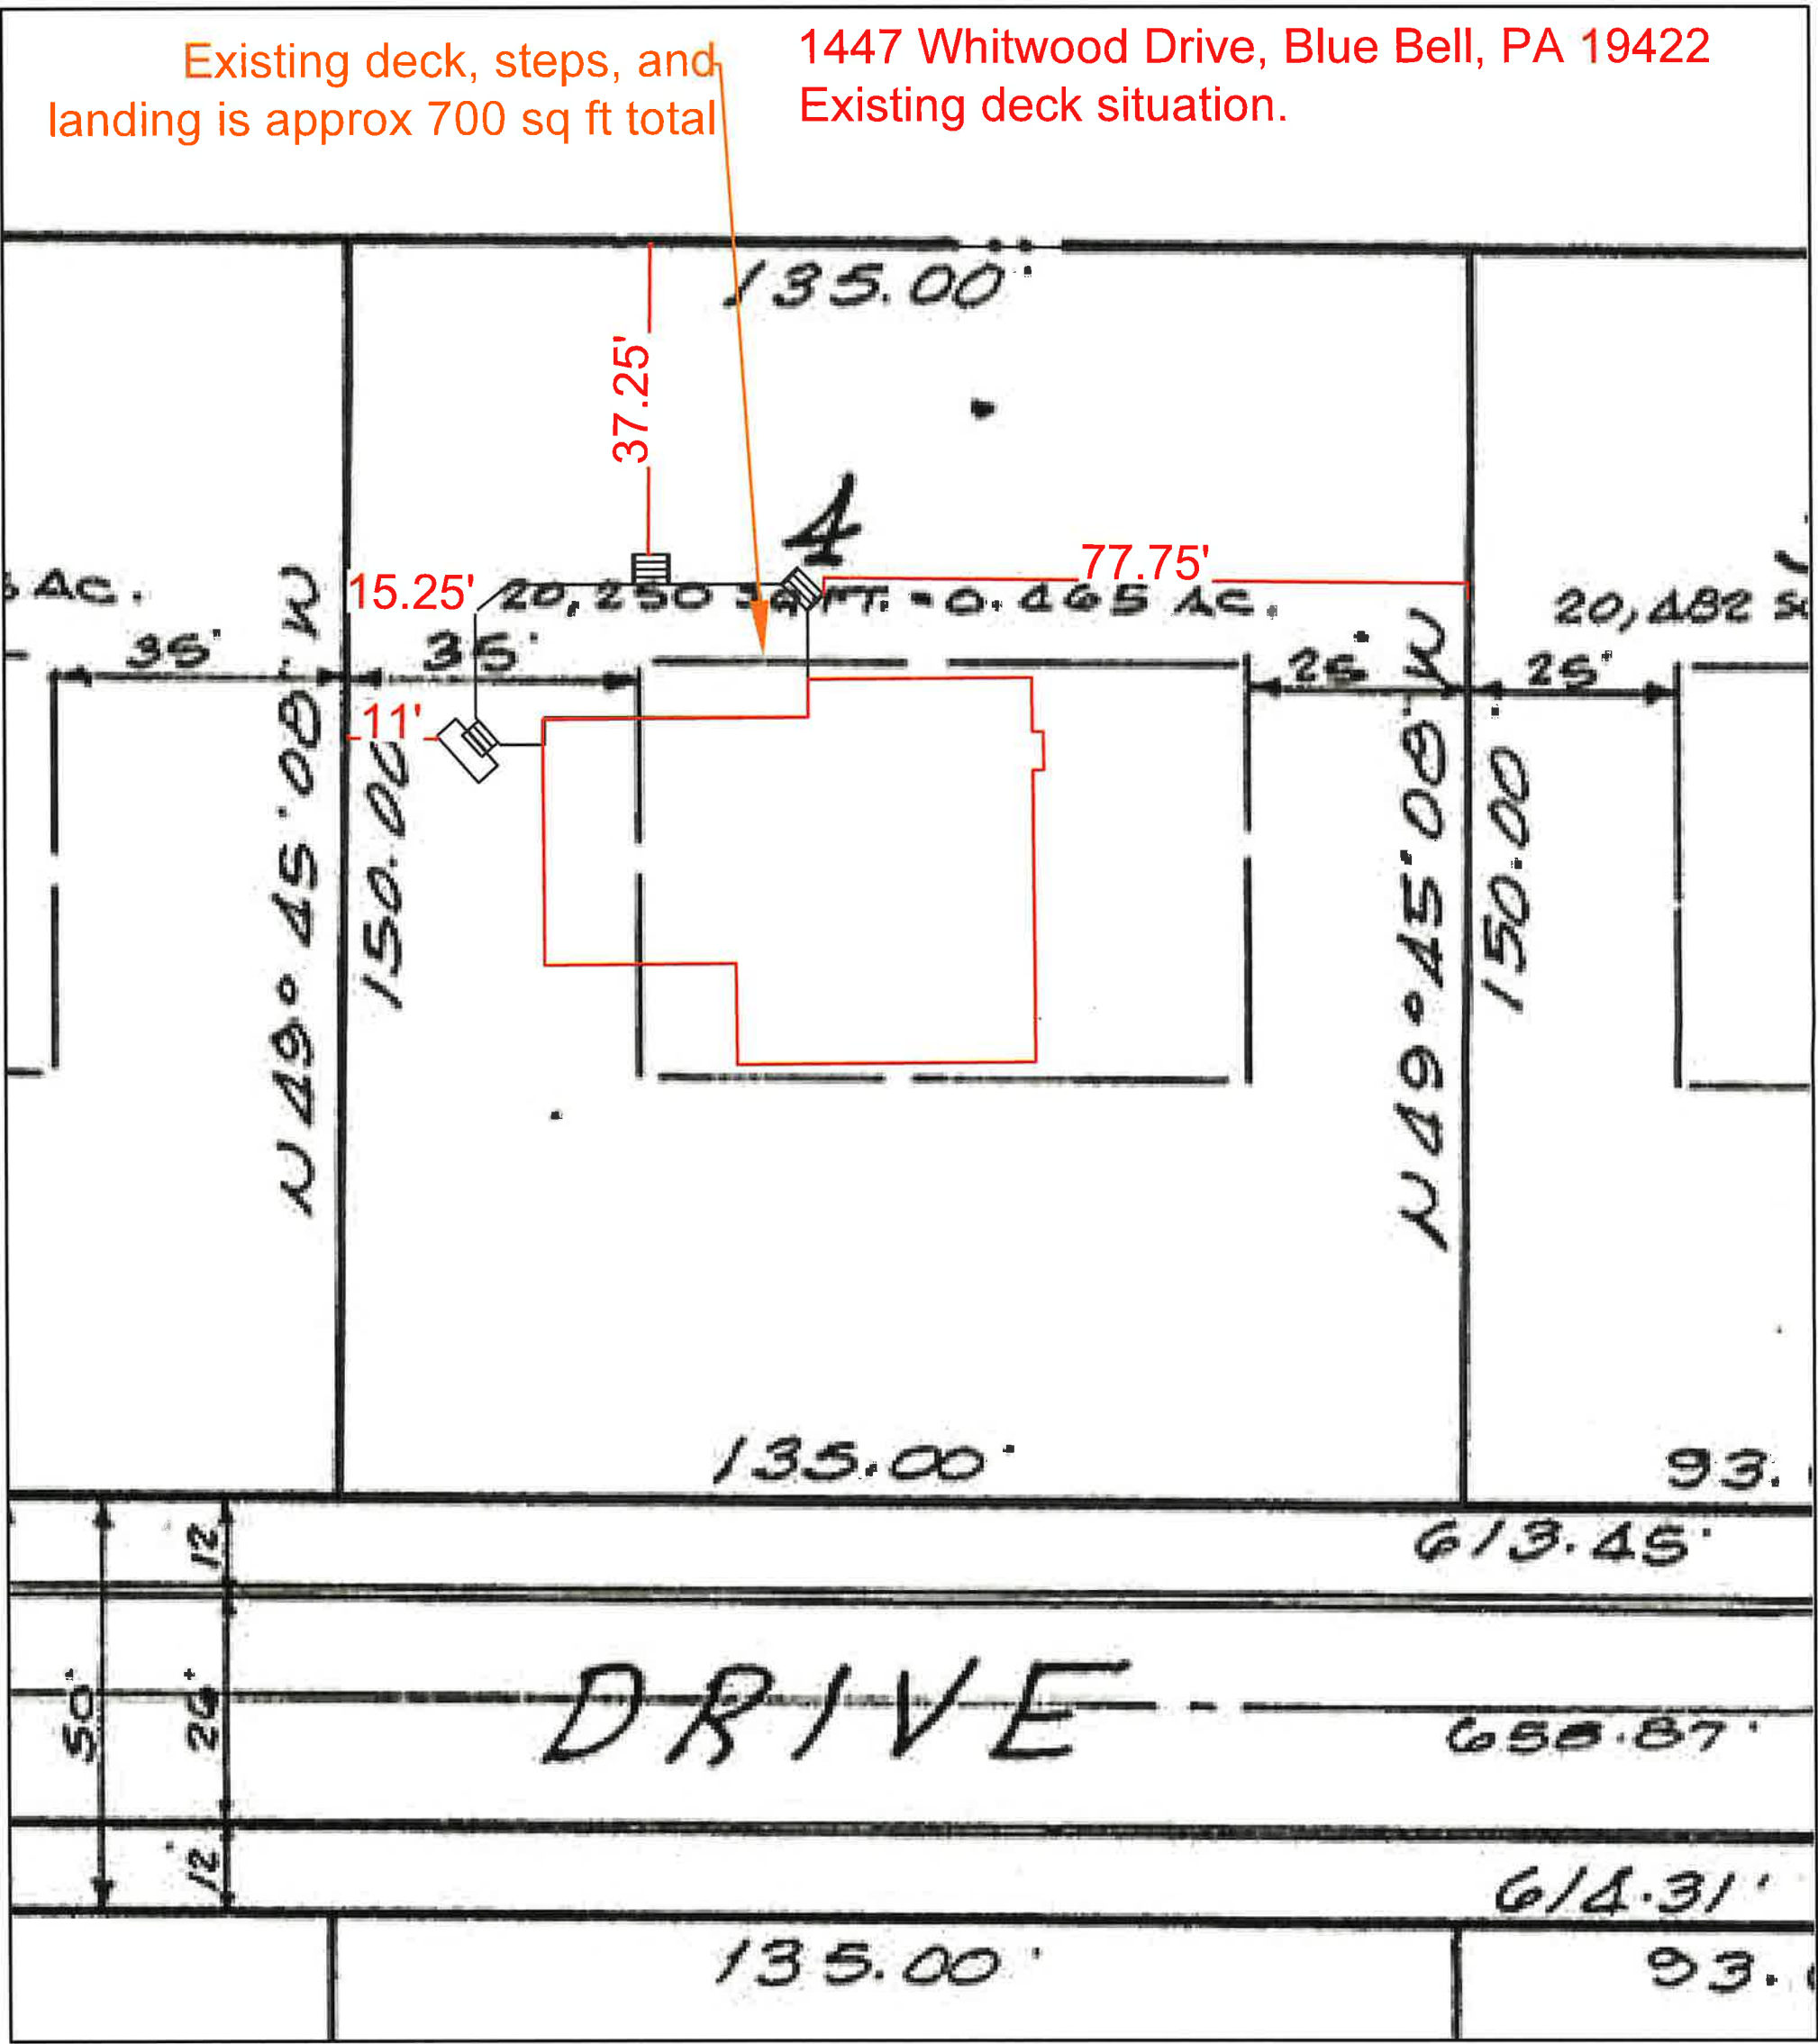 Existing deck, steps, and
landing is approx 700 sq ft total
1447 Whitwood Drive, Blue Bell, PA 19422
Existing deck situation.
135.00'
37.25'
4
77.75'
15.25'
20,250 SQ FT. = 0.465 AC.
AC.
20,482
35'
35'
25'
25'
11'
N 49° 45' 08" W
150.00
N 49° 45' 08" W
150.00
135.00'
93.
613.45'
12
50'
26'
DRIVE
658.87'
12'
614.31'
135.00'
93.